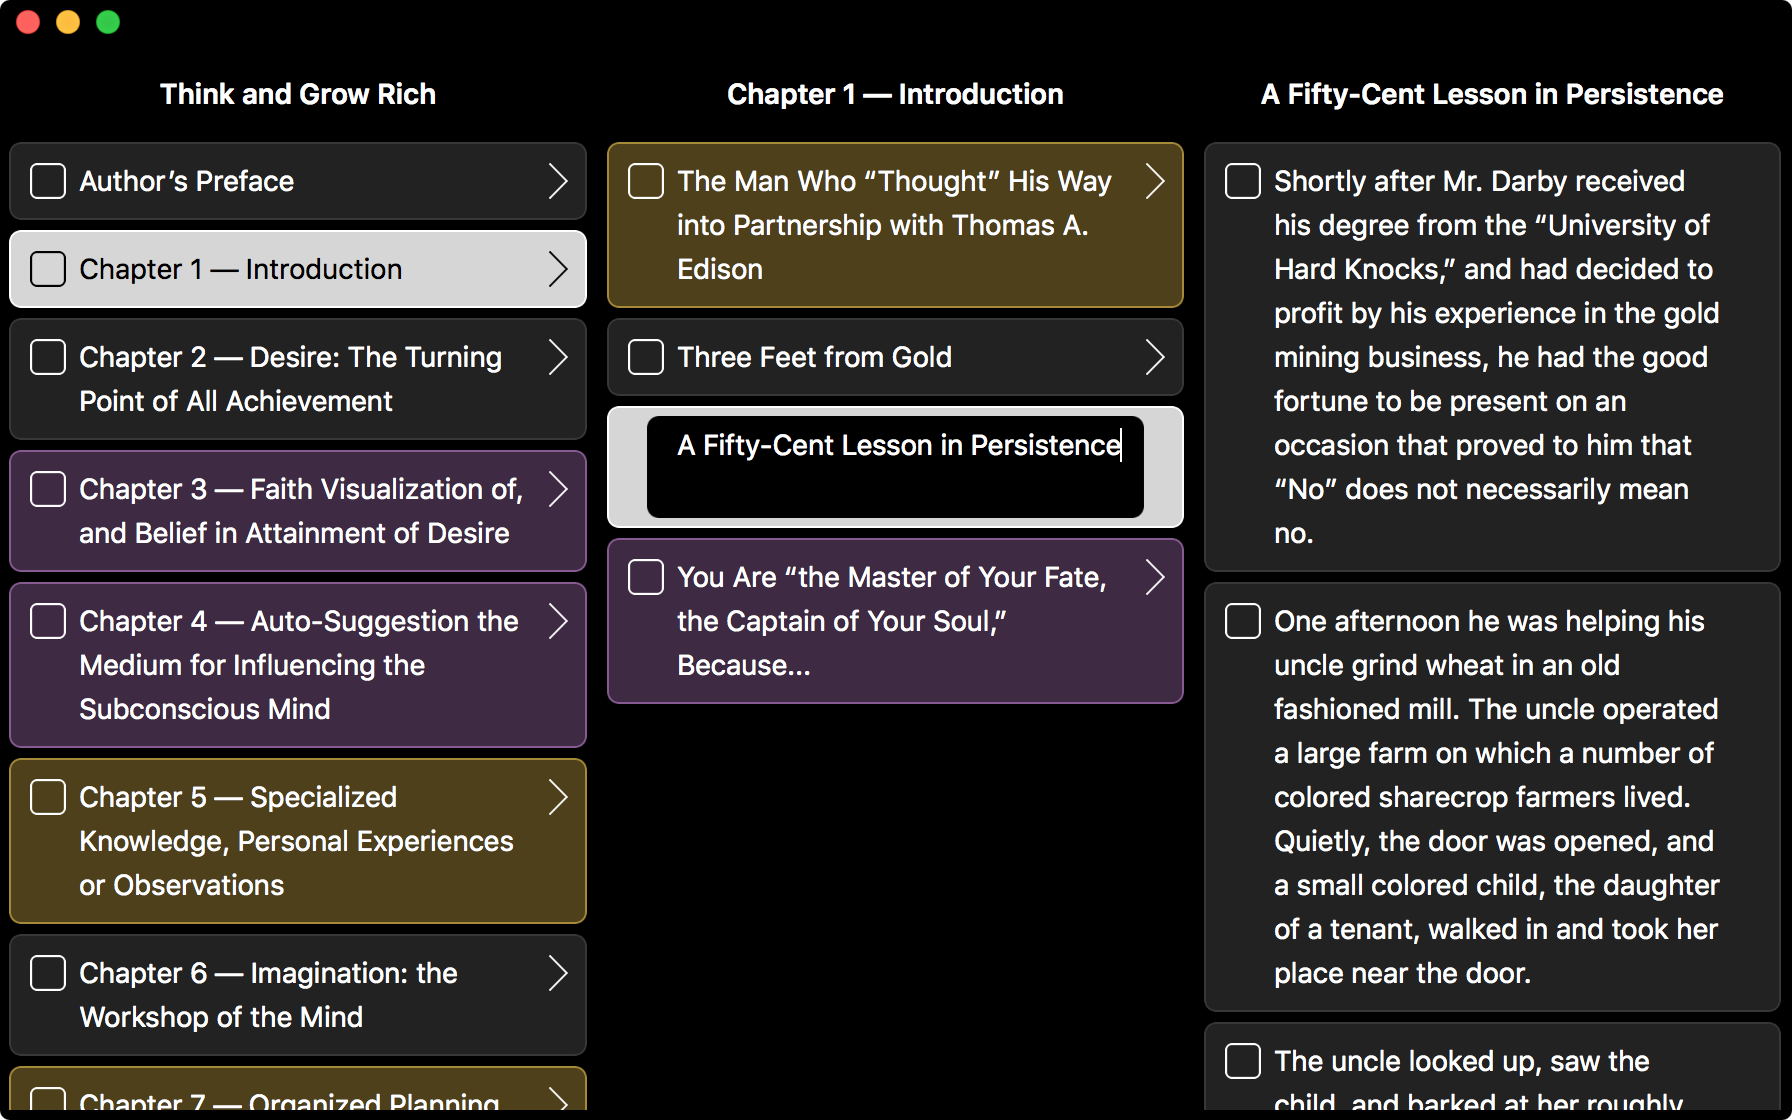 Think and Grow Rich
Author’s Preface
Chapter 1 — Introduction
Chapter 2 — Desire: The Turning
Point of All Achievement
Chapter 3 — Faith Visualization of,
and Belief in Attainment of Desire
Chapter 4 — Auto-Suggestion the
Medium for Influencing the
Subconscious Mind
Chapter 5 — Specialized
Knowledge, Personal Experiences
or Observations
Chapter 6 — Imagination: the
Workshop of the Mind
Chapter 7 — Organized Planning
Chapter 1 — Introduction
The Man Who “Thought” His Way
into Partnership with Thomas A.
Edison
Three Feet from Gold
A Fifty-Cent Lesson in Persistence
You Are “the Master of Your Fate,
the Captain of Your Soul,”
Because...
A Fifty-Cent Lesson in Persistence
Shortly after Mr. Darby received
his degree from the “University of
Hard Knocks,” and had decided to
profit by his experience in the gold
mining business, he had the good
fortune to be present on an
occasion that proved to him that
“No” does not necessarily mean
no.
One afternoon he was helping his
uncle grind wheat in an old
fashioned mill. The uncle operated
a large farm on which a number of
colored sharecrop farmers lived.
Quietly, the door was opened, and
a small colored child, the daughter
of a tenant, walked in and took her
place near the door.
The uncle looked up, saw the
child, and barked at her roughly